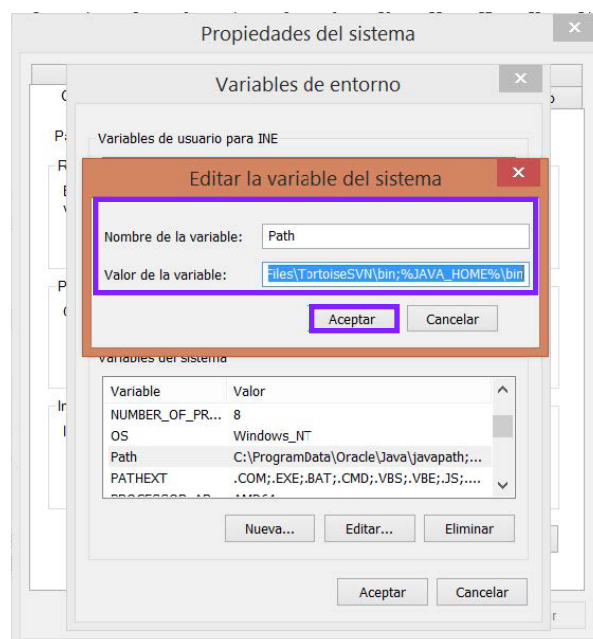 Propiedades del sistema
Variables de entorno
Variables de usuario para INE
Editar la variable del sistema
Nombre de la variable: Path
Valor de la variable: Files\TortoiseSVN\bin;%JAVA_HOME%\bin
Aceptar Cancelar
Variables del sistema
Variable Valor
NUMBER_OF_PR... 8
OS Windows_NT
Path C:\ProgramData\Oracle\Java\javapath;...
PATHEXT .COM;.EXE;.BAT;.CMD;.VBS;.VBE;.JS;....
Nueva... Editar... Eliminar
Aceptar Cancelar